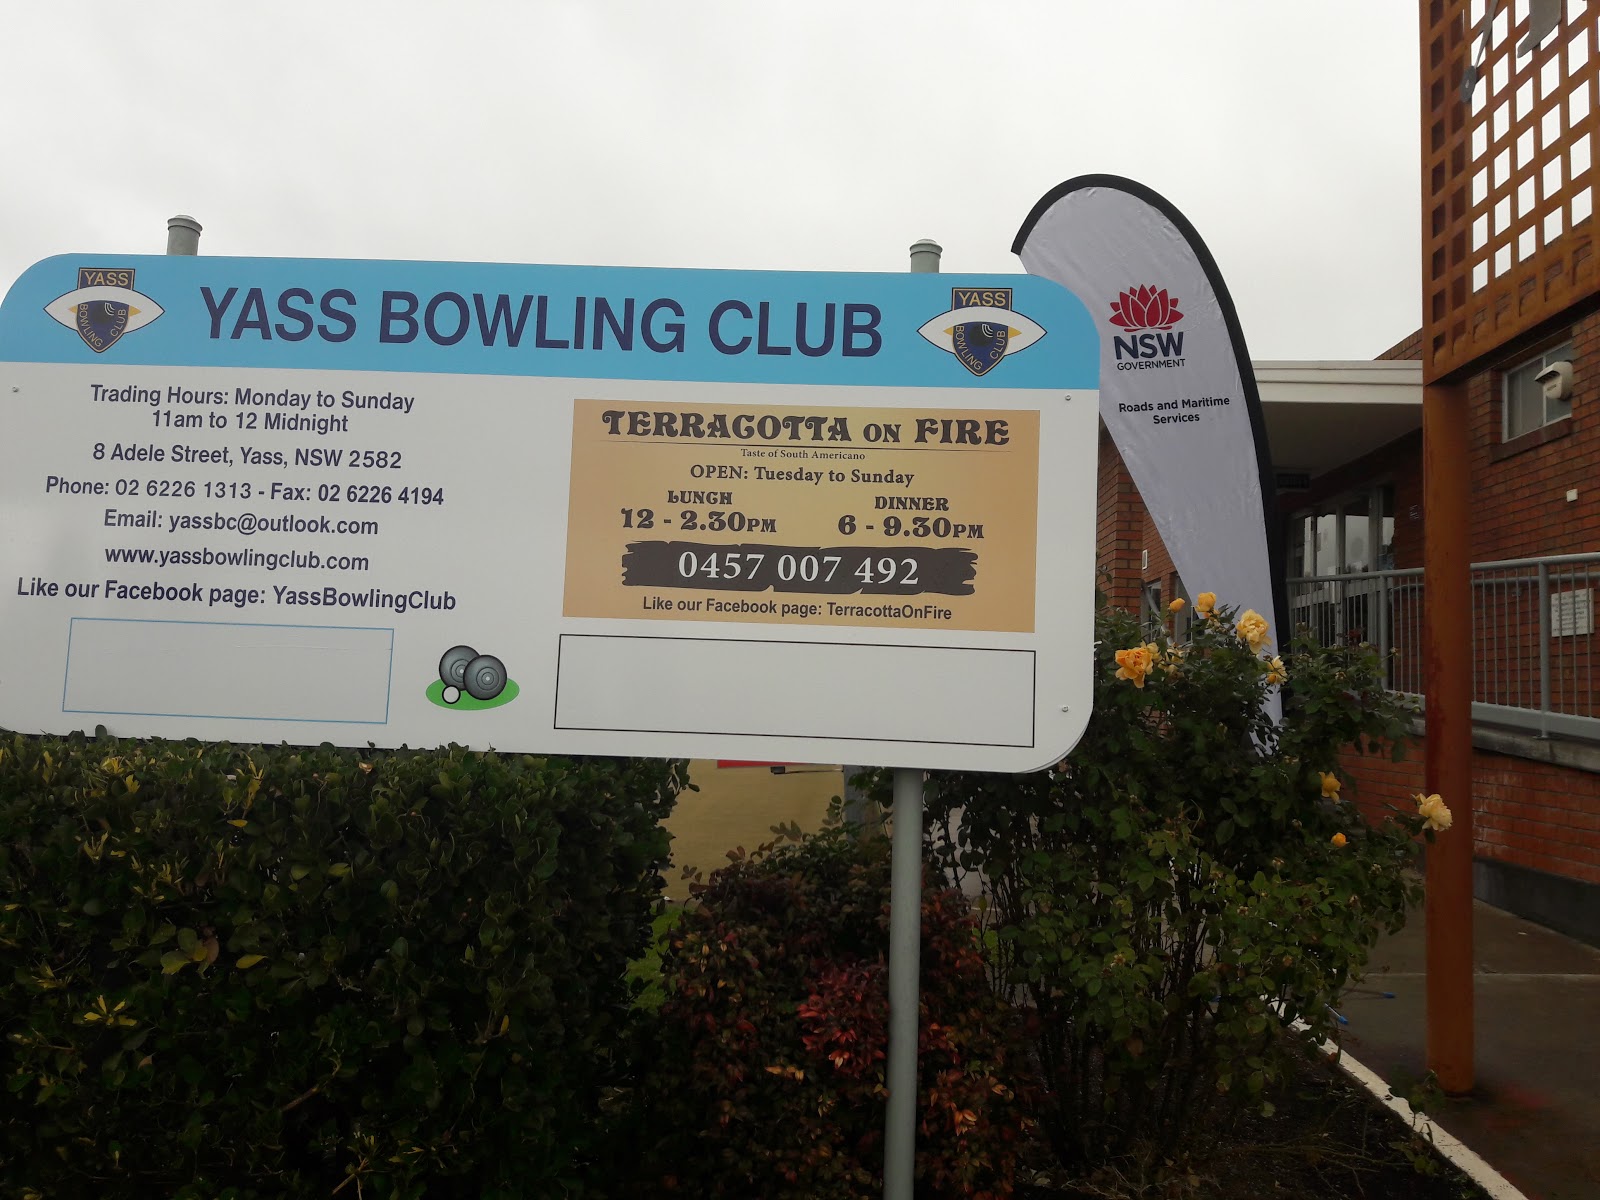 YASS
BOWLING CLUB
YASS BOWLING CLUB
YASS
BOWLING CLUB
Trading Hours: Monday to Sunday
11am to 12 Midnight
8 Adele Street, Yass, NSW 2582
Phone: 02 6226 1313 - Fax: 02 6226 4194
Email: yassbc@outlook.com
www.yassbowlingclub.com
Like our Facebook page: YassBowlingClub
TERRACOTTA ON FIRE
Taste of South Americano
OPEN: Tuesday to Sunday
LUNCH
12 - 2.30PM
DINNER
6 - 9.30PM
0457 007 492
Like our Facebook page: TerracottaOnFire
NSW
GOVERNMENT
Roads and Maritime
Services